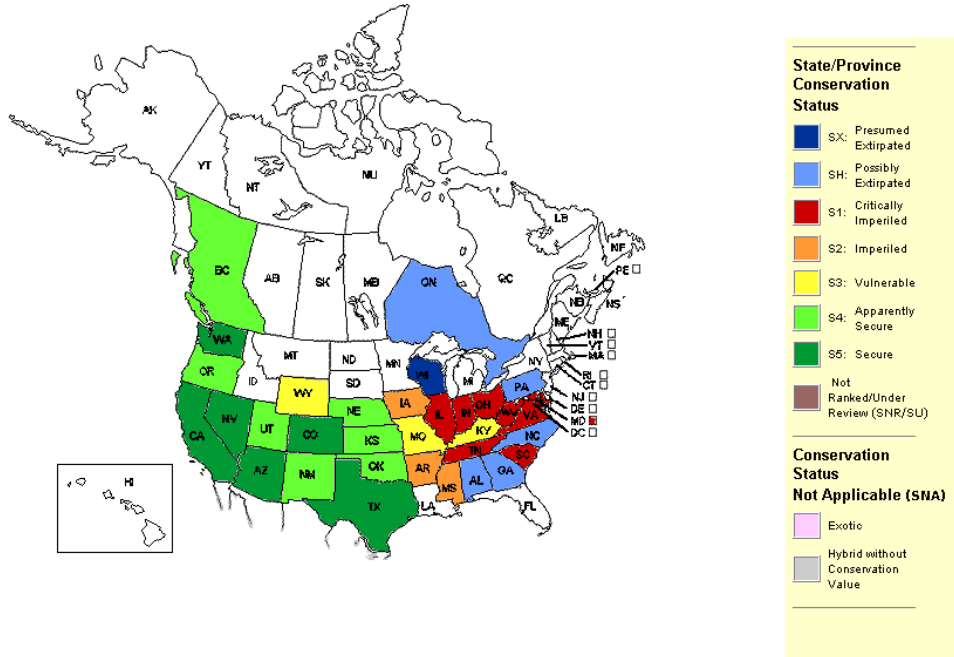 AK
YT
NT
NU
LB
BC
AB
SK
MB
ON
QC
NF
PE
NB
NS
ME
WA
MT
ND
MN
NH
VT
MA
OR
ID
WY
SD
WI
MI
NY
RI
CT
NV
UT
NE
IA
IL
IN
OH
PA
NJ
DE
MD
DC
CA
CO
KS
MO
KY
WV
VA
AZ
NM
OK
AR
TN
NC
SC
TX
LA
MS
AL
GA
FL
HI
State/Province
Conservation
Status
SX: Presumed
Extirpated
SH: Possibly
Extirpated
S1: Critically
Imperiled
S2: Imperiled
S3: Vulnerable
S4: Apparently
Secure
S5: Secure
Not
Ranked/Under
Review (SNR/SU)
Conservation
Status
Not Applicable (SNA)
Exotic
Hybrid without
Conservation
Value